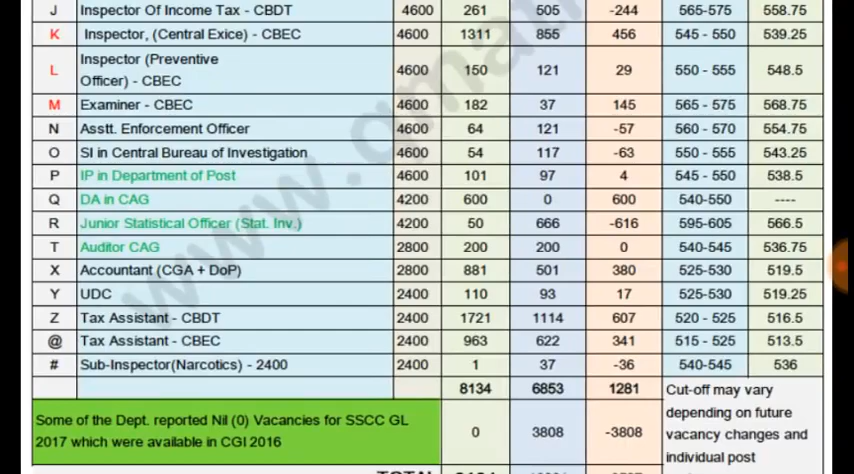 J Inspector Of Income Tax - CBDT 4600 261 505 -244 565-575 558.75
K Inspector, (Central Exice) - CBEC 4600 1311 855 456 545 - 550 539.25
L Inspector (Preventive
Officer) - CBEC 4600 150 121 29 550 - 555 548.5
M Examiner - CBEC 4600 182 37 145 565 - 575 568.75
N Asstt. Enforcement Officer 4600 64 121 -57 560 - 570 554.75
O SI in Central Bureau of Investigation 4600 54 117 -63 550 - 555 543.25
P IP in Department of Post 4600 101 97 4 545 - 550 538.5
Q DA in CAG 4200 600 0 600 540-550 ----
R Junior Statistical Officer (Stat. Inv.) 4200 50 666 -616 595-605 566.5
T Auditor CAG 2800 200 200 0 540-545 536.75
X Accountant (CGA + DoP) 2800 881 501 380 525-530 519.5
Y UDC 2400 110 93 17 525-530 519.25
Z Tax Assistant - CBDT 2400 1721 1114 607 520 - 525 516.5
@ Tax Assistant - CBEC 2400 963 622 341 515 - 525 513.5
# Sub-Inspector(Narcotics) - 2400 2400 1 37 -36 540-545 536
8134 6853 1281 Cut-off may vary
depending on future
vacancy changes and
individual post
Some of the Dept. reported Nil (0) Vacancies for SSCC GL
2017 which were available in CGl 2016 0 3808 -3808